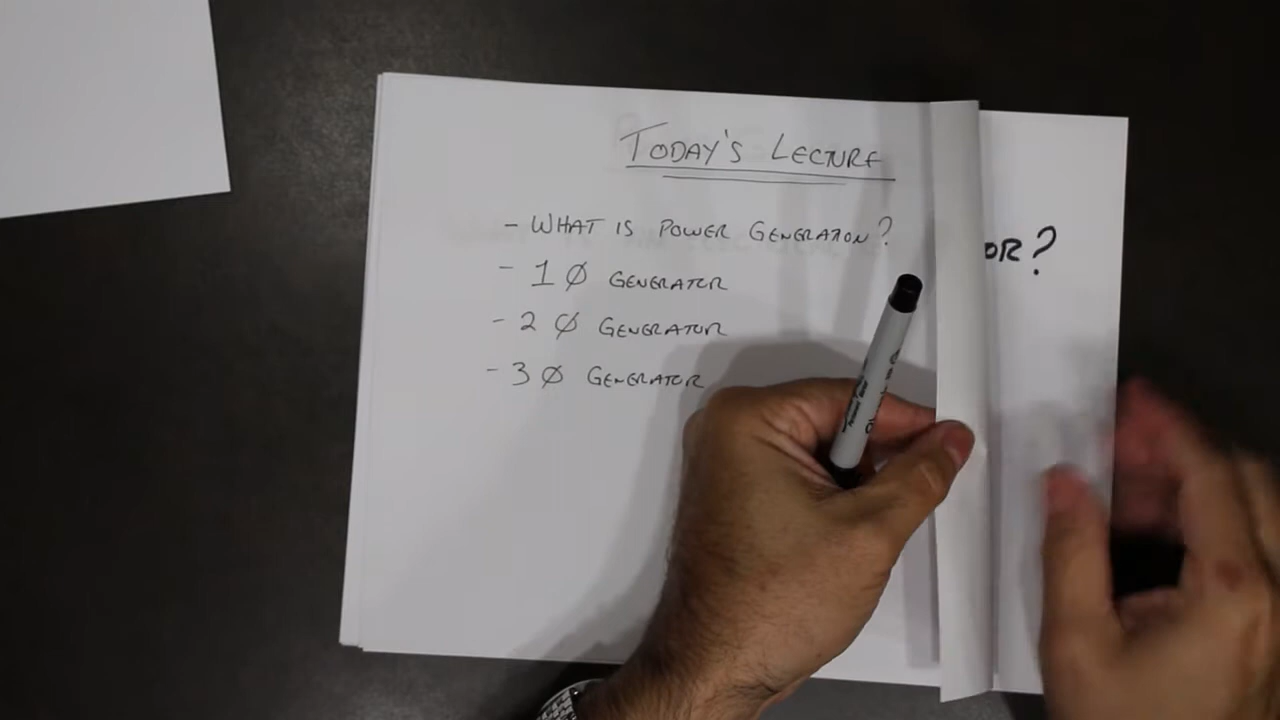 TODAY'S LECTURE
- WHAT IS POWER GENERATION?
OR?
- 1 Ø GENERATOR
- 2 Ø GENERATOR
- 3 Ø GENERATOR